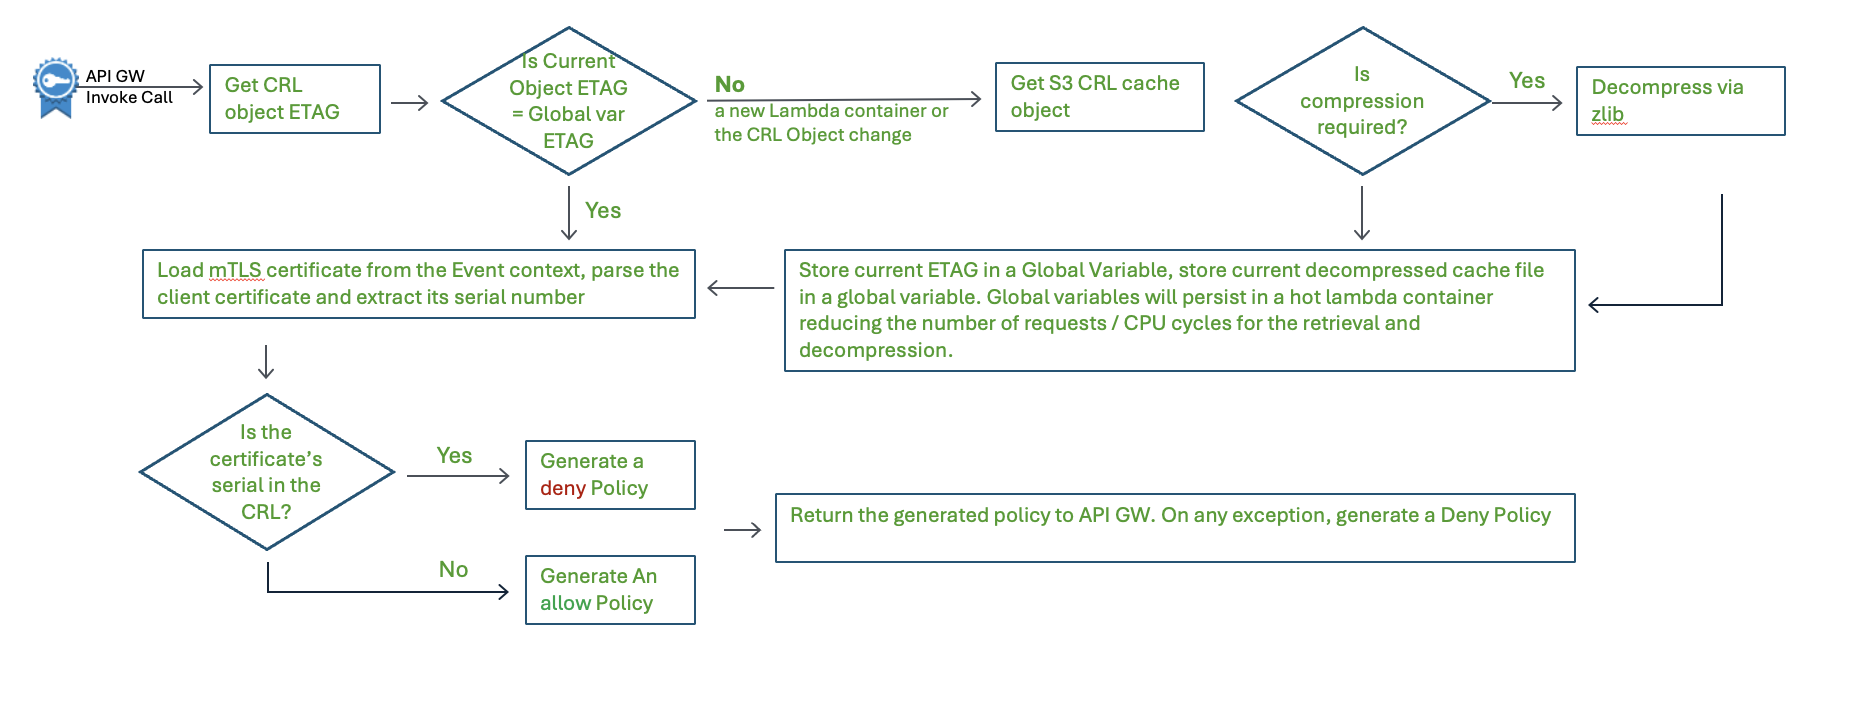 API GW
Invoke Call
Get CRL
object ETAG
Is Current
Object ETAG
= Global var
ETAG
No
a new Lambda container or
the CRL Object change
Get S3 CRL cache
object
Is
compression
required?
Yes
Decompress via
zlib
Yes
Load mTLS certificate from the Event context, parse the
client certificate and extract its serial number
Store current ETAG in a Global Variable, store current decompressed cache file
in a global variable. Global variables will persist in a hot lambda container
reducing the number of requests / CPU cycles for the retrieval and
decompression.
Is the
certificate’s
serial in the
CRL?
Yes
Generate a
deny Policy
No
Generate An
allow Policy
Return the generated policy to API GW. On any exception, generate a Deny Policy